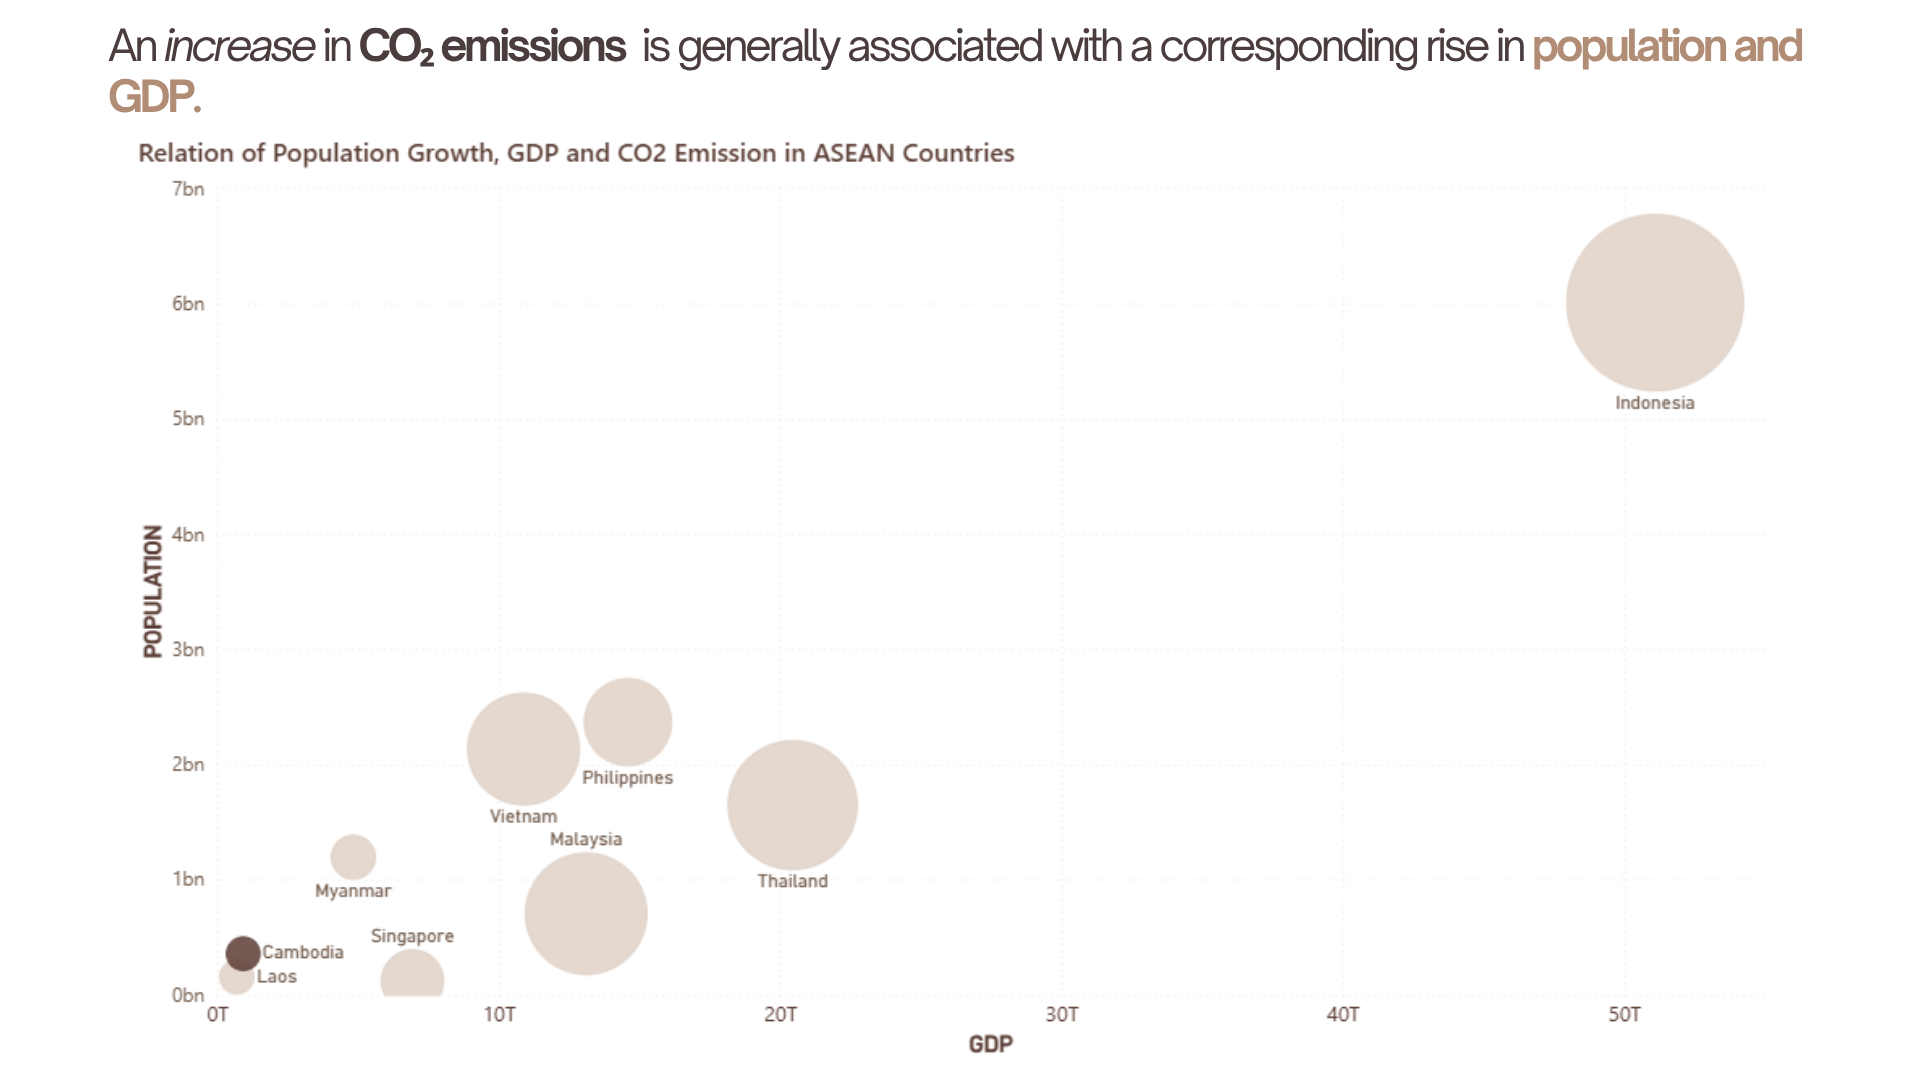 An increase in CO₂ emissions is generally associated with a corresponding rise in population and
GDP.
Relation of Population Growth, GDP and CO2 Emission in ASEAN Countries
7bn
6bn
Indonesia
5bn
POPULATION
4bn
3bn
2bn
Philippines
Vietnam
Malaysia
Thailand
1bn
Myanmar
Singapore
Cambodia
Laos
0bn
0T 10T 20T 30T 40T 50T
GDP